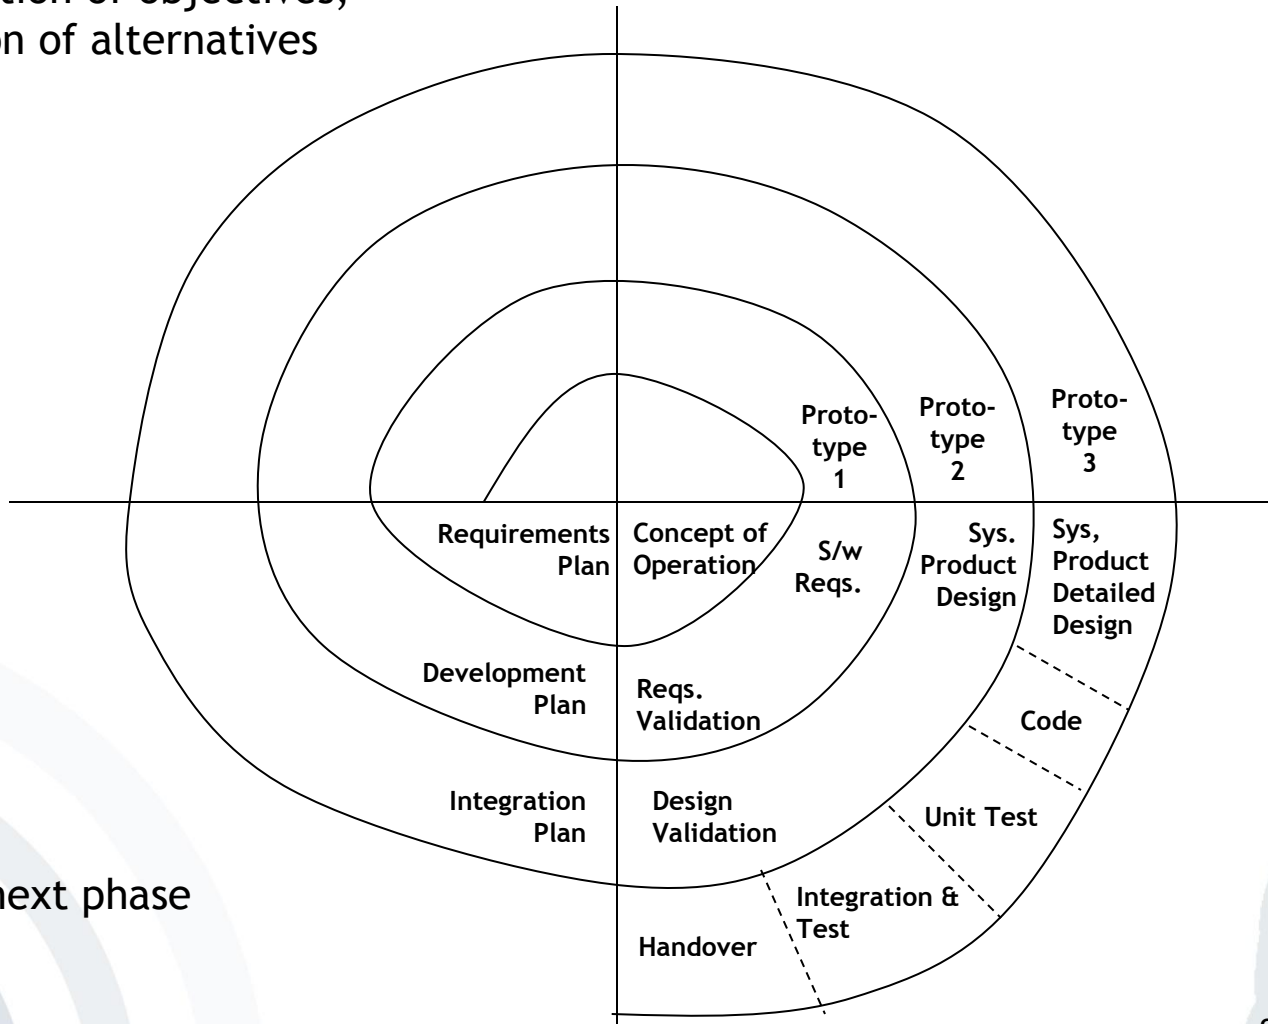 of objectives,
of alternatives
Proto-
type
1
Proto-
type
2
Proto-
type
3
Requirements
Plan
Concept of
Operation
S/w
Reqs.
Sys.
Product
Design
Sys,
Product
Detailed
Design
Development
Plan
Reqs.
Validation
Code
Integration
Plan
Design
Validation
Unit Test
next phase
Integration &
Test
Handover